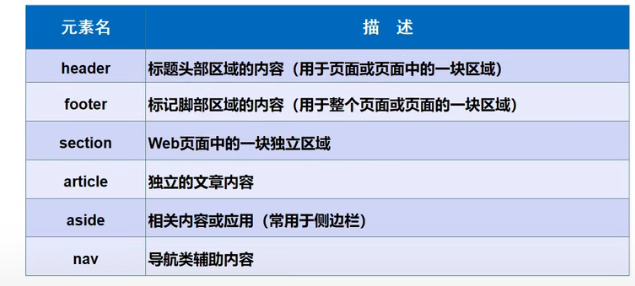 元素名 描 述
header 标题头部区域的内容（用于页面或页面中的一块区域）
footer 标记脚部区域的内容（用于整个页面或页面的一块区域）
section Web页面中的一块独立区域
article 独立的文章内容
aside 相关内容或应用（常用于侧边栏）
nav 导航类辅助内容